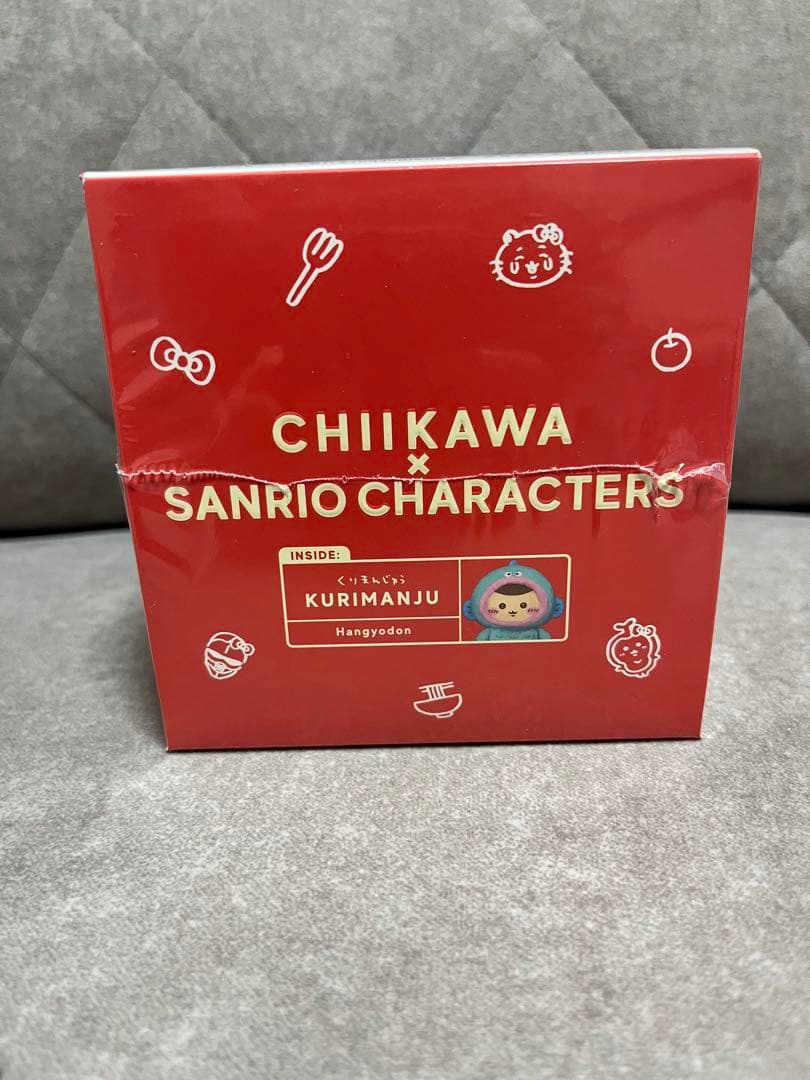 CHIIKAWA
×
SANRIO CHARACTERS
INSIDE:
くりまんじゅう
KURIMANJU
Hangyodon